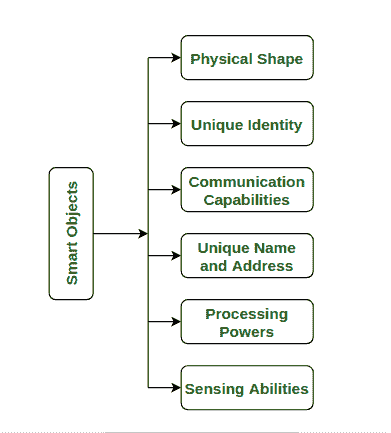 Smart Objects
Physical Shape
Unique Identity
Communication
Capabilities
Unique Name
and Address
Processing
Powers
Sensing Abilities